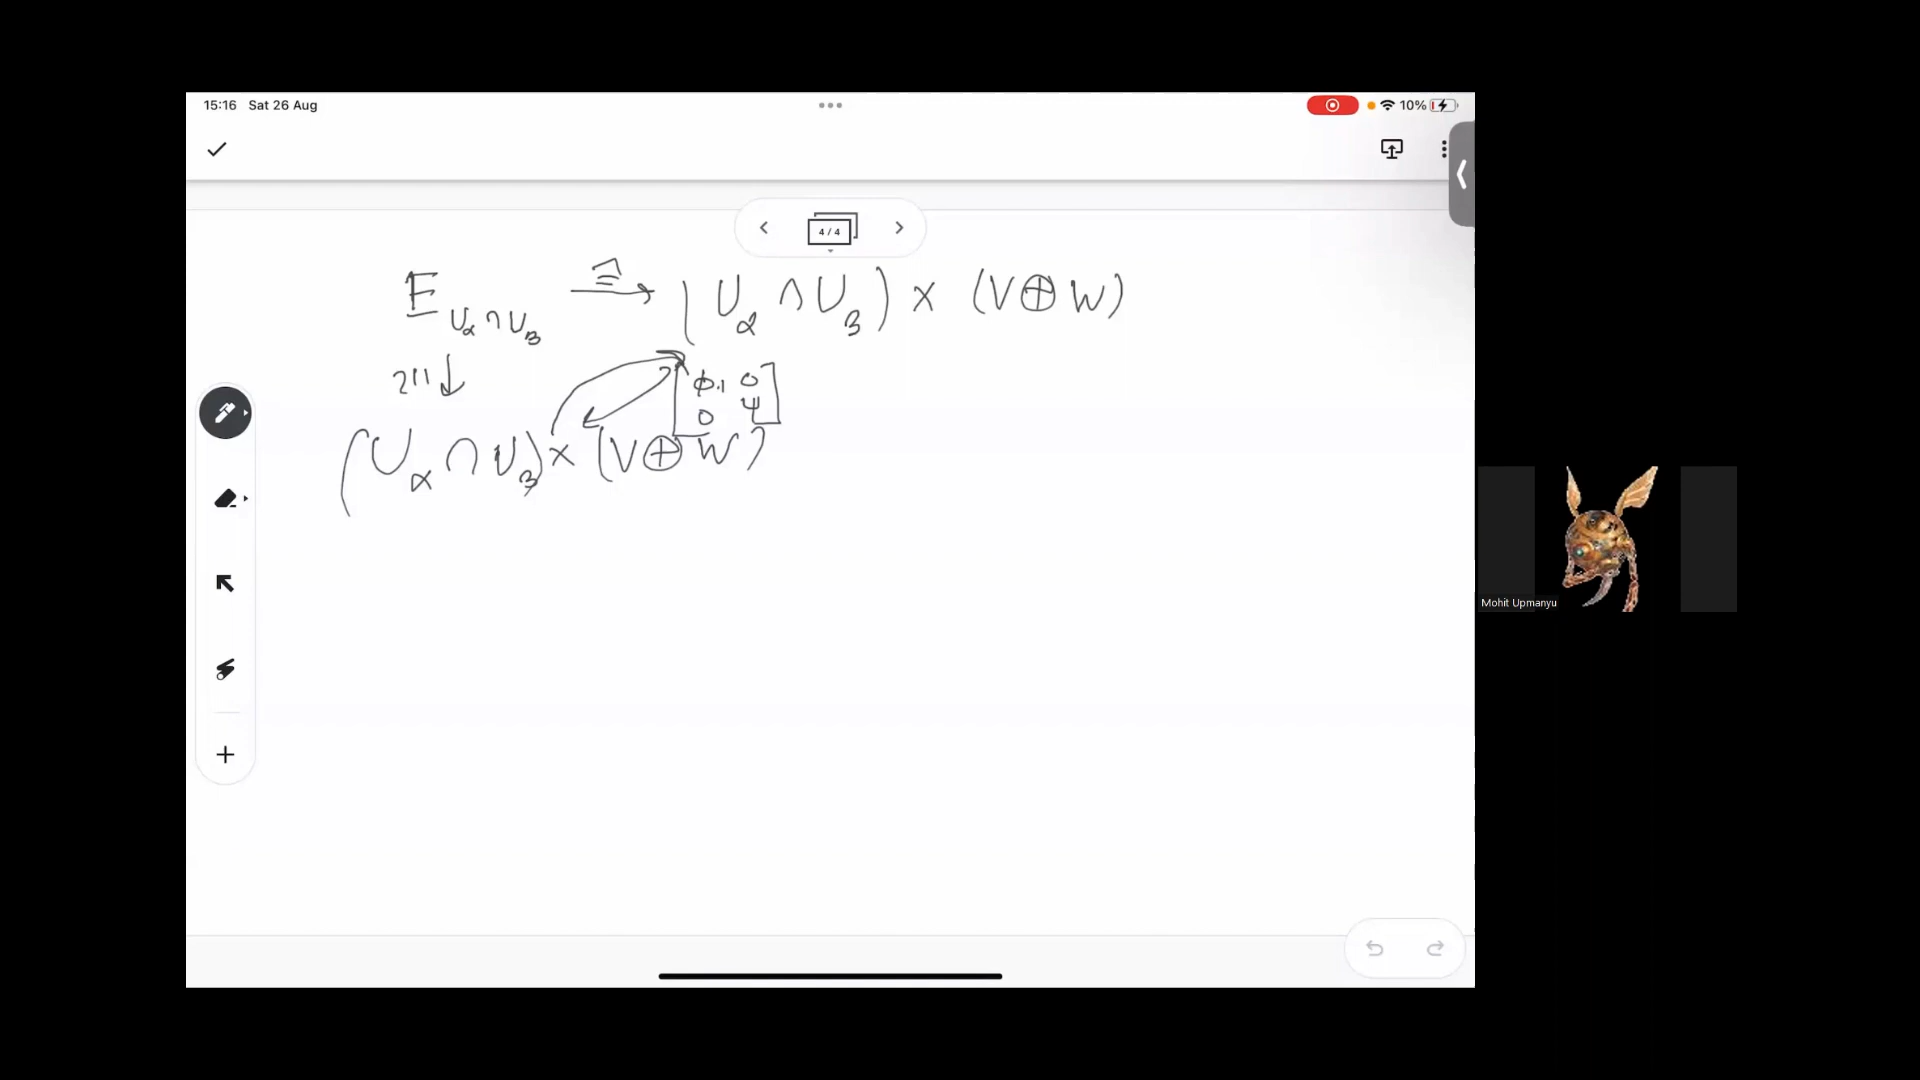 15:16 Sat 26 Aug
10%
4 / 4
E_{U_α ∩ U_β} ≅→ (U_α ∩ U_β) × (V ⊕ W)
≅ ↓
[φ 0
0 ψ]
(U_α ∩ U_β) × (V ⊕ W)
Mohit Upmanyu